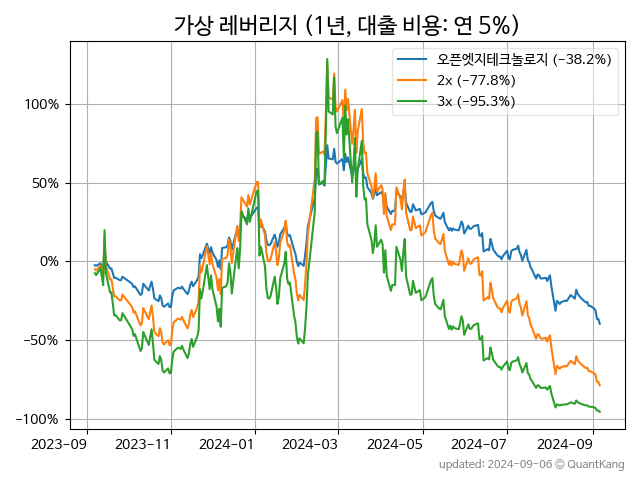 가상 레버리지 (1년, 대출 비용: 연 5%)
오픈엣지테크놀로지 (−38.2%)
2x (−77.8%)
3x (−95.3%)
100%
50%
0%
−50%
−100%
2023-09 2023-11 2024-01 2024-03 2024-05 2024-07 2024-09
updated: 2024-09-06 © QuantKang